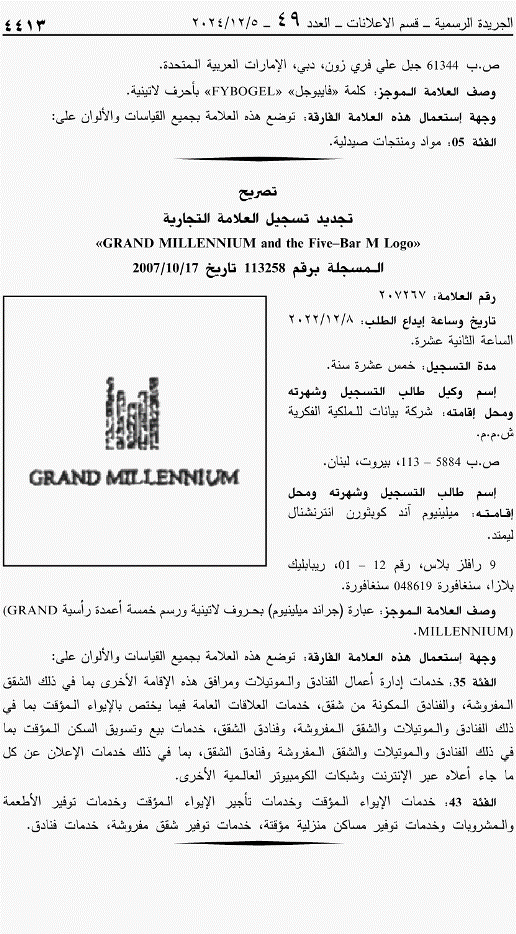 الجريدة الرسمية – قسم الاعلانات – العدد ٤٩ – ٢٠٢٤/١٢/٥
٤٤١٣
ص.ب 61344 جبل علي فري زون، دبي، الإمارات العربية المتحدة.
وصف العلامة الموجز: كلمة «فايبوجل» «FYBOGEL» بأحرف لاتينية.
وجهة إستعمال هذه العلامة الفارقة: توضع هذه العلامة بجميع القياسات والألوان على:
الفئة 05: مواد ومنتجات صيدلية.
تصريح
تجديد تسجيل العلامة التجارية
«GRAND MILLENNIUM and the Five–Bar M Logo»
المسجلة برقم 113258 تاريخ 2007/10/17
رقم العلامة: ٢٠٧٢٦٧
تاريخ وساعة إيداع الطلب: ٢٠٢٢/١٢/٨
الساعة الثانية عشرة.
مدة التسجيل: خمس عشرة سنة.
إسم وكيل طالب التسجيل وشهرته
ومحل إقامته: شركة بيانات للملكية الفكرية
ش.م.م.
ص.ب 5884 – 113، بيروت، لبنان.
إسم طالب التسجيل وشهرته ومحل
إقامته: ميلينيوم آند كوبثورن انترنشنال
ليمتد.
9 رافلز بلاس، رقم 12 – 01، ريبابليك
بلازا، سنغافورة 048619 سنغافورة.
GRAND MILLENNIUM
وصف العلامة الموجز: عبارة (جراند ميلينيوم) بحروف لاتينية ورسم خمسة أعمدة رأسية (GRAND
MILLENNIUM).
وجهة إستعمال هذه العلامة الفارقة: توضع هذه العلامة بجميع القياسات والألوان على:
الفئة 35: خدمات إدارة أعمال الفنادق والموتيلات ومرافق هذه الإقامة الأخرى بما في ذلك الشقق
المفروشة، والفنادق المكونة من شقق، خدمات العلاقات العامة فيما يختص بالإيواء المؤقت بما في
ذلك الفنادق والموتيلات والشقق المفروشة، وفنادق الشقق، خدمات بيع وتسويق السكن المؤقت بما
في ذلك الفنادق والموتيلات والشقق المفروشة وفنادق الشقق، بما في ذلك خدمات الإعلان عن كل
ما جاء أعلاه عبر الإنترنت وشبكات الكومبيوتر العالمية الأخرى.
الفئة 43: خدمات الإيواء المؤقت وخدمات تأجير الإيواء المؤقت وخدمات توفير الأطعمة
والمشروبات وخدمات توفير مساكن منزلية مؤقتة، خدمات توفير شقق مفروشة، خدمات فنادق.